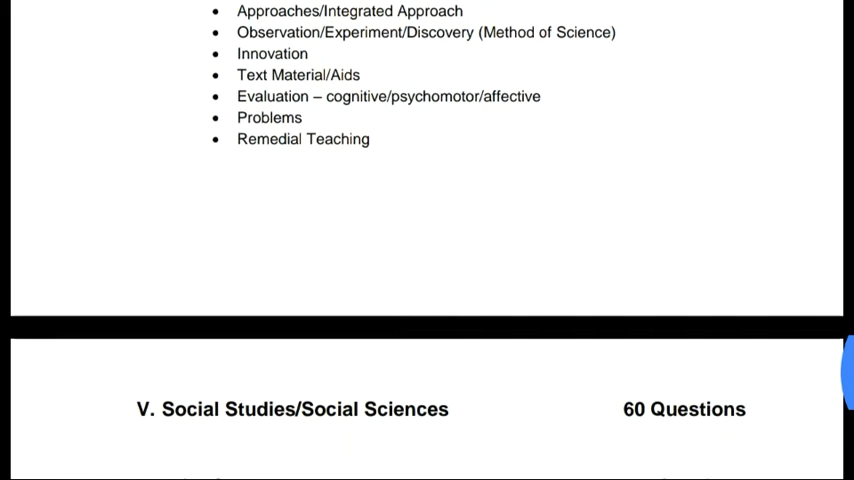 • Approaches/Integrated Approach
• Observation/Experiment/Discovery (Method of Science)
• Innovation
• Text Material/Aids
• Evaluation – cognitive/psychomotor/affective
• Problems
• Remedial Teaching
V. Social Studies/Social Sciences 60 Questions